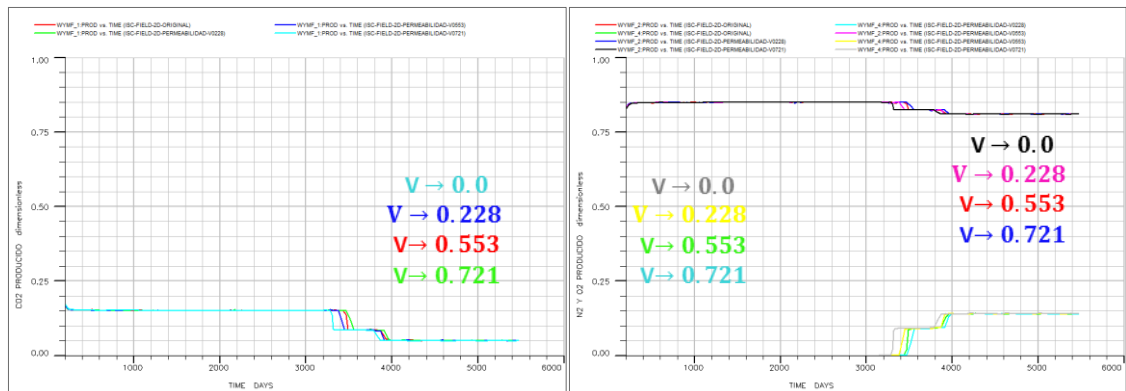 WYMF_1:PROD vs. TIME (ISC-FIELD-2D-ORIGINAL)
WYMF_1:PROD vs. TIME (ISC-FIELD-2D-PERMEABILIDAD-V0553)
WYMF_1:PROD vs. TIME (ISC-FIELD-2D-PERMEABILIDAD-V0228)
WYMF_1:PROD vs. TIME (ISC-FIELD-2D-PERMEABILIDAD-V0721)
1.00
0.75
0.50
0.25
0.00
CO2 PRODUCIDO dimensionless
V → 0.0
V → 0.228
V→ 0.553
V→ 0.721
0
1000
2000
3000
4000
5000
6000
TIME DAYS
WYMF_2:PROD vs. TIME (ISC-FIELD-2D-ORIGINAL)
WYMF_4:PROD vs. TIME (ISC-FIELD-2D-PERMEABILIDAD-V0228)
WYMF_4:PROD vs. TIME (ISC-FIELD-2D-ORIGINAL)
WYMF_2:PROD vs. TIME (ISC-FIELD-2D-PERMEABILIDAD-V0553)
WYMF_2:PROD vs. TIME (ISC-FIELD-2D-PERMEABILIDAD-V0228)
WYMF_4:PROD vs. TIME (ISC-FIELD-2D-PERMEABILIDAD-V0553)
WYMF_2:PROD vs. TIME (ISC-FIELD-2D-PERMEABILIDAD-V0721)
WYMF_4:PROD vs. TIME (ISC-FIELD-2D-PERMEABILIDAD-V0721)
1.00
0.75
0.50
0.25
0.00
N2 Y O2 PRODUCIDO dimensionless
V → 0.0
V → 0.228
V→ 0.553
V→ 0.721
V → 0.0
V → 0.228
V→ 0.553
V→ 0.721
0
1000
2000
3000
4000
5000
6000
TIME DAYS